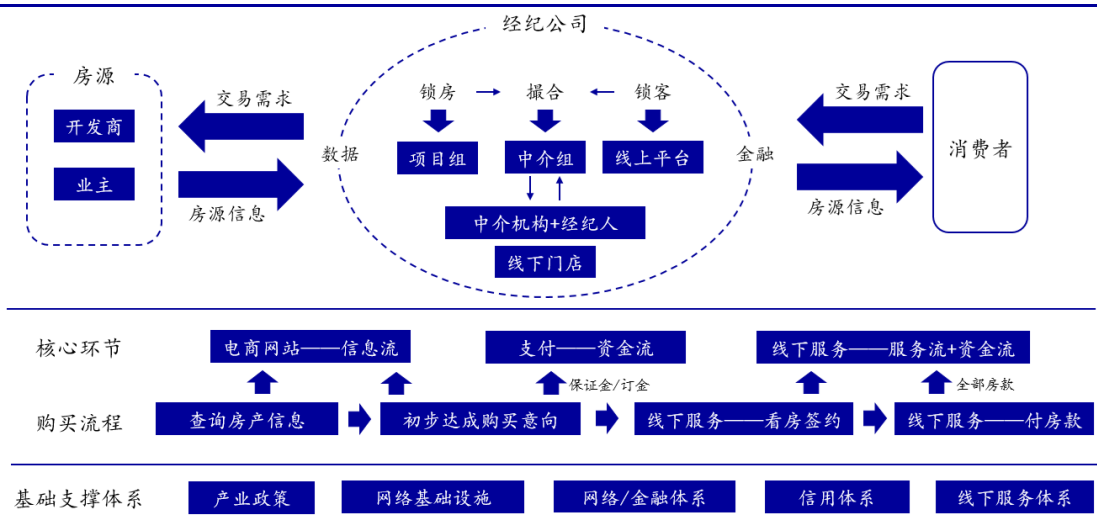 经纪公司
房源
开发商
业主
交易需求
房源信息
数据
锁房
撮合
锁客
项目组
中介组
线上平台
中介机构+经纪人
线下门店
金融
交易需求
房源信息
消费者
核心环节
电商网站——信息流
支付——资金流
线下服务——服务流+资金流
保证金/订金
全部房款
购买流程
查询房产信息
初步达成购买意向
线下服务——看房签约
线下服务——付房款
基础支撑体系
产业政策
网络基础设施
网络/金融体系
信用体系
线下服务体系